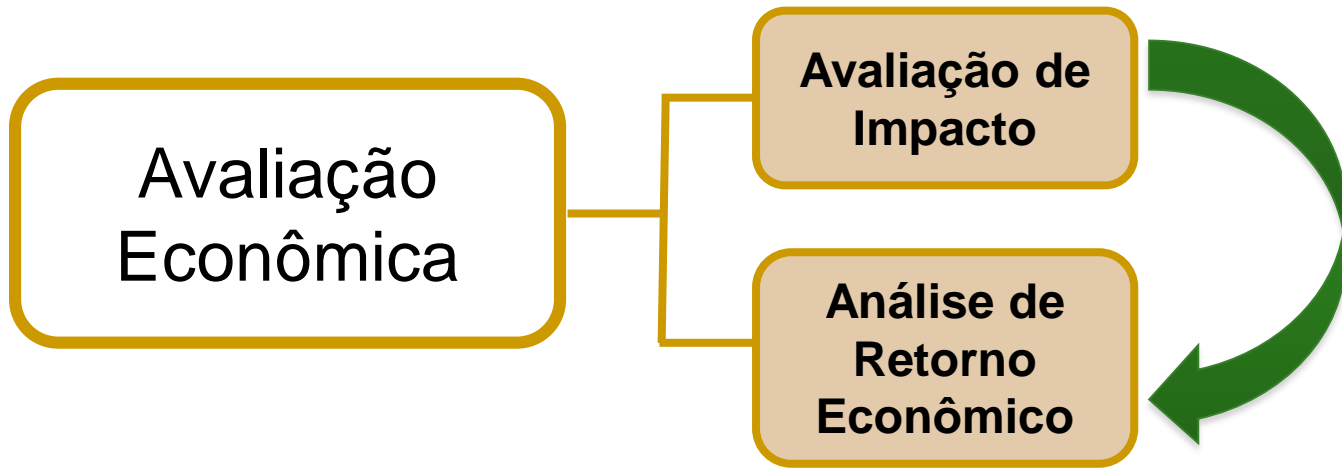 Avaliação
Econômica
Avaliação de
Impacto
Análise de
Retorno
Econômico